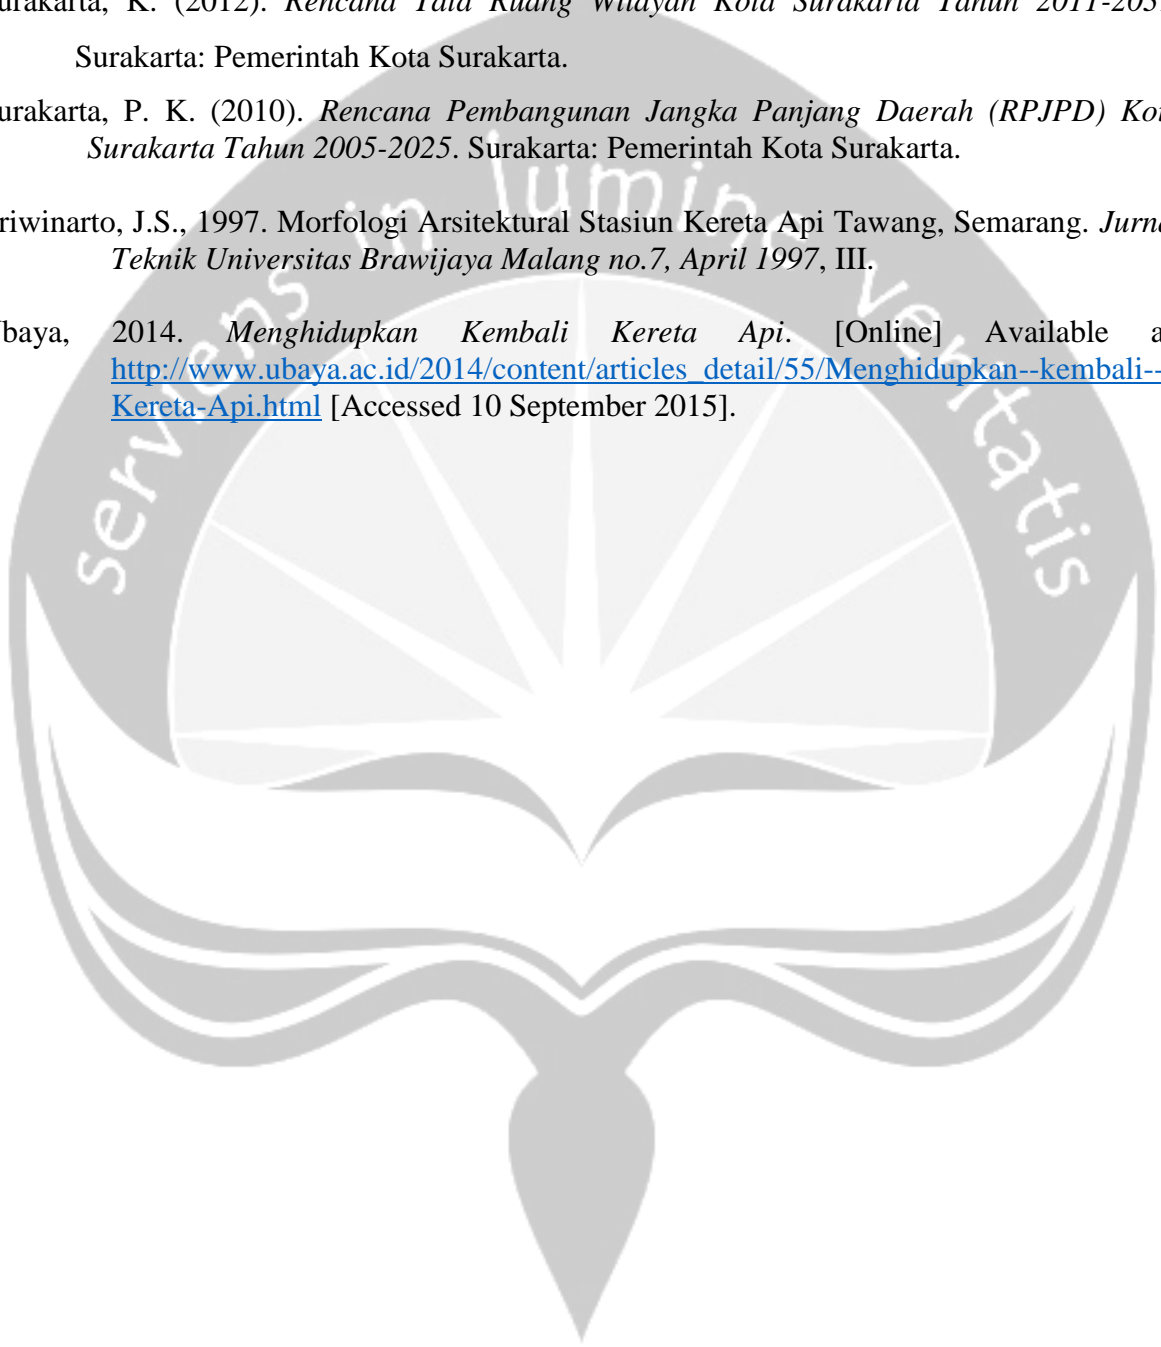 urakarta, K. (2012). Rencana Tata Ruang Wilayah Kota Surakarta Tahun 2011-203
Surakarta: Pemerintah Kota Surakarta.
urakarta, P. K. (2010). Rencana Pembangunan Jangka Panjang Daerah (RPJPD) Kot
Surakarta Tahun 2005-2025. Surakarta: Pemerintah Kota Surakarta.
riwinarto, J.S., 1997. Morfologi Arsitektural Stasiun Kereta Api Tawang, Semarang. Jurna
Teknik Universitas Brawijaya Malang no.7, April 1997, III.
baya, 2014. Menghidupkan Kembali Kereta Api. [Online] Available a
http://www.ubaya.ac.id/2014/content/articles_detail/55/Menghidupkan--kembali--
Kereta-Api.html [Accessed 10 September 2015].
serviens in lumine veritatis